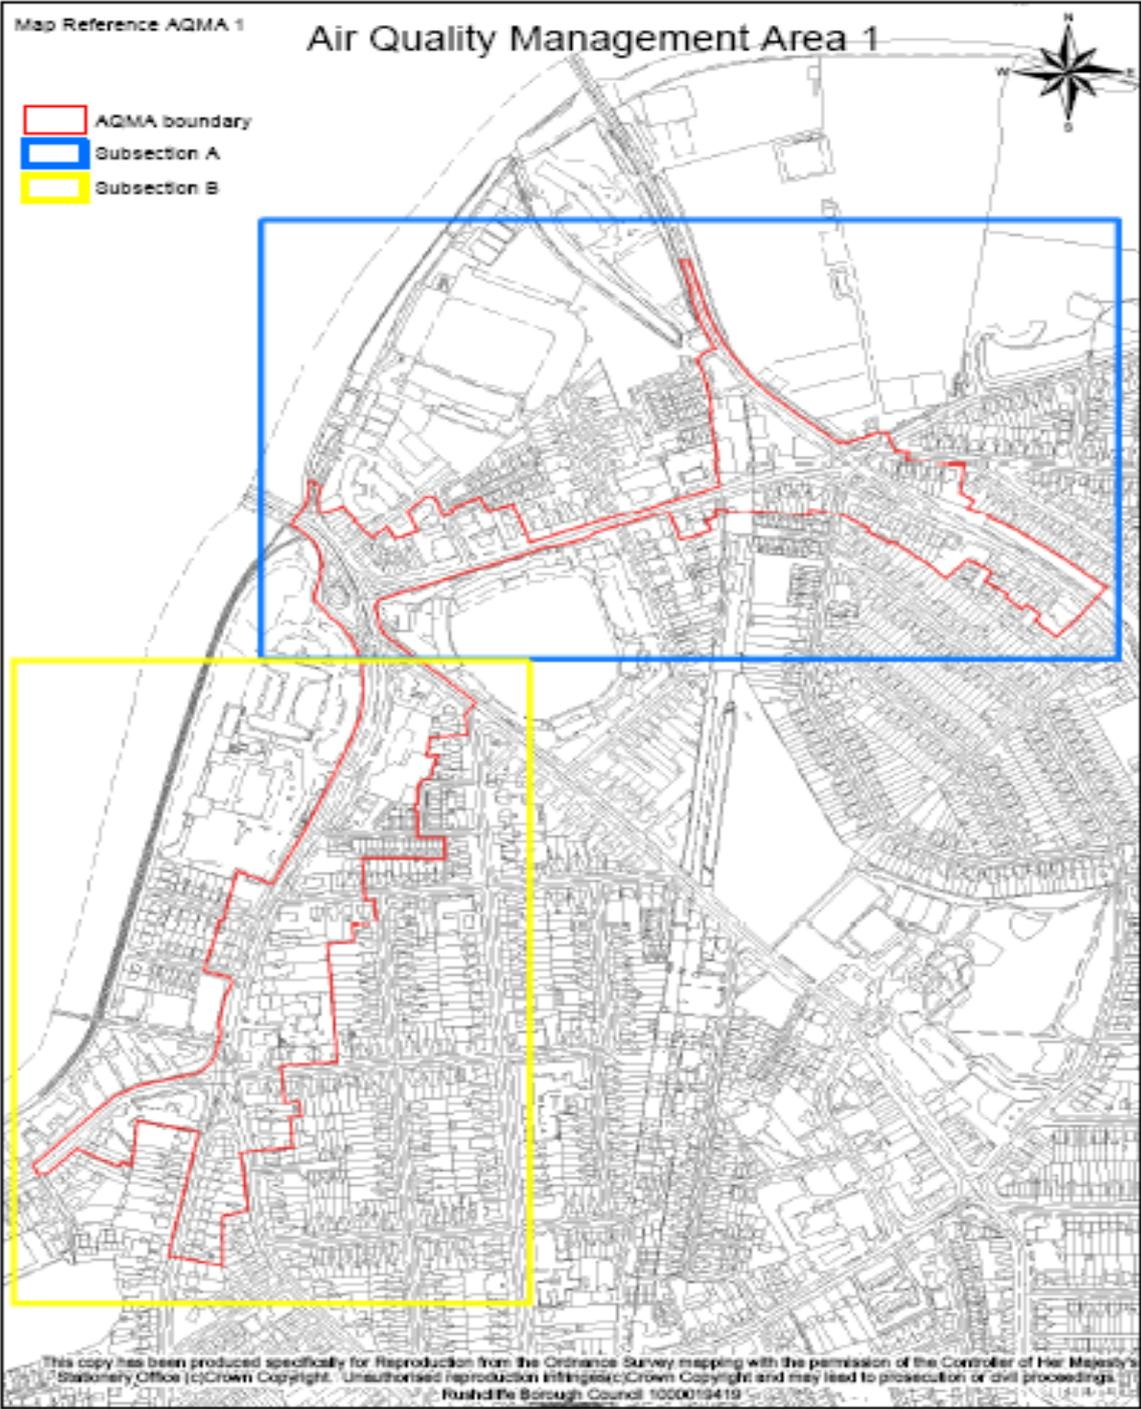 Map Reference AQMA 1
Air Quality Management Area 1
N
W E
S
AQMA boundary
Subsection A
Subsection B
This copy has been produced specifically for Reproduction from the Ordnance Survey mapping with the permission of the Controller of Her Majesty's
Stationery Office (c)Crown Copyright. Unauthorised reproduction infringes(c)Crown Copyright and may lead to prosecution or civil proceedings.
Rushcliffe Borough Council 1000019419